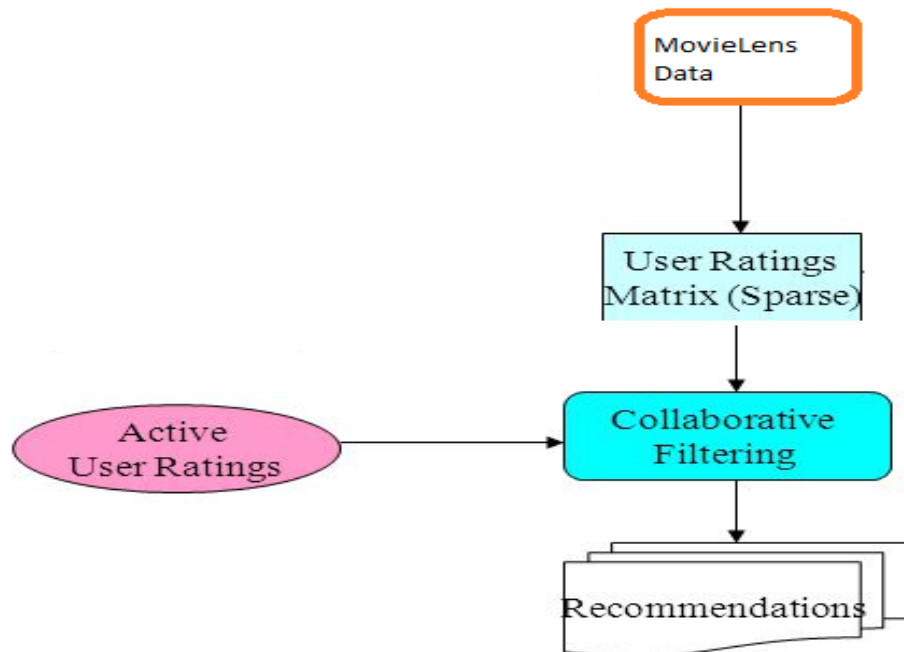 MovieLens
Data
User Ratings
Matrix (Sparse)
Active
User Ratings
Collaborative
Filtering
Recommendations